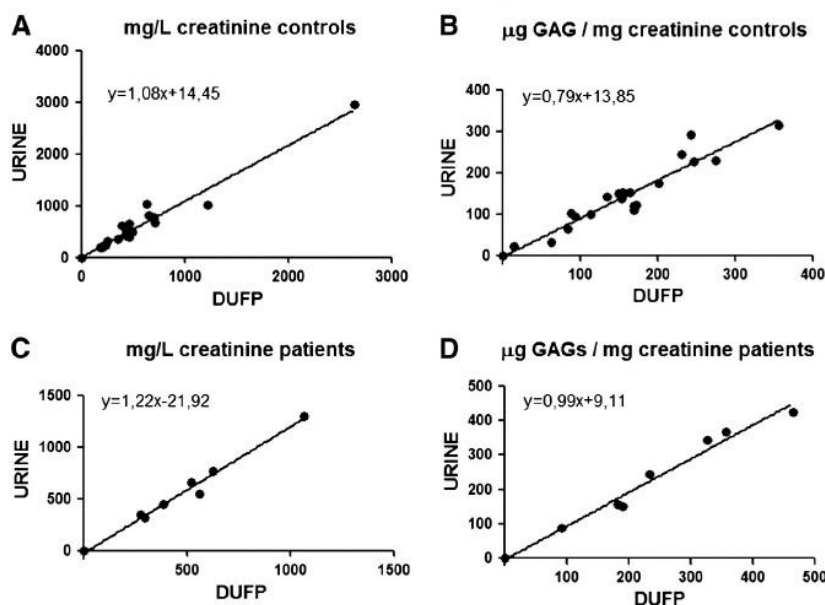 A mg/L creatinine controls
4000
3000
2000
1000
0
URINE
y=1,08x+14,45
0 1000 2000 3000
DUFP
B µg GAG / mg creatinine controls
400
300
200
100
0
URINE
y=0,79x+13,85
0 100 200 300 400
DUFP
C mg/L creatinine patients
1500
1000
500
0
URINE
y=1,22x-21,92
500 1000 1500
DUFP
D µg GAGs / mg creatinine patients
500
400
300
200
100
0
URINE
y=0,99x+9,11
100 200 300 400 500
DUFP